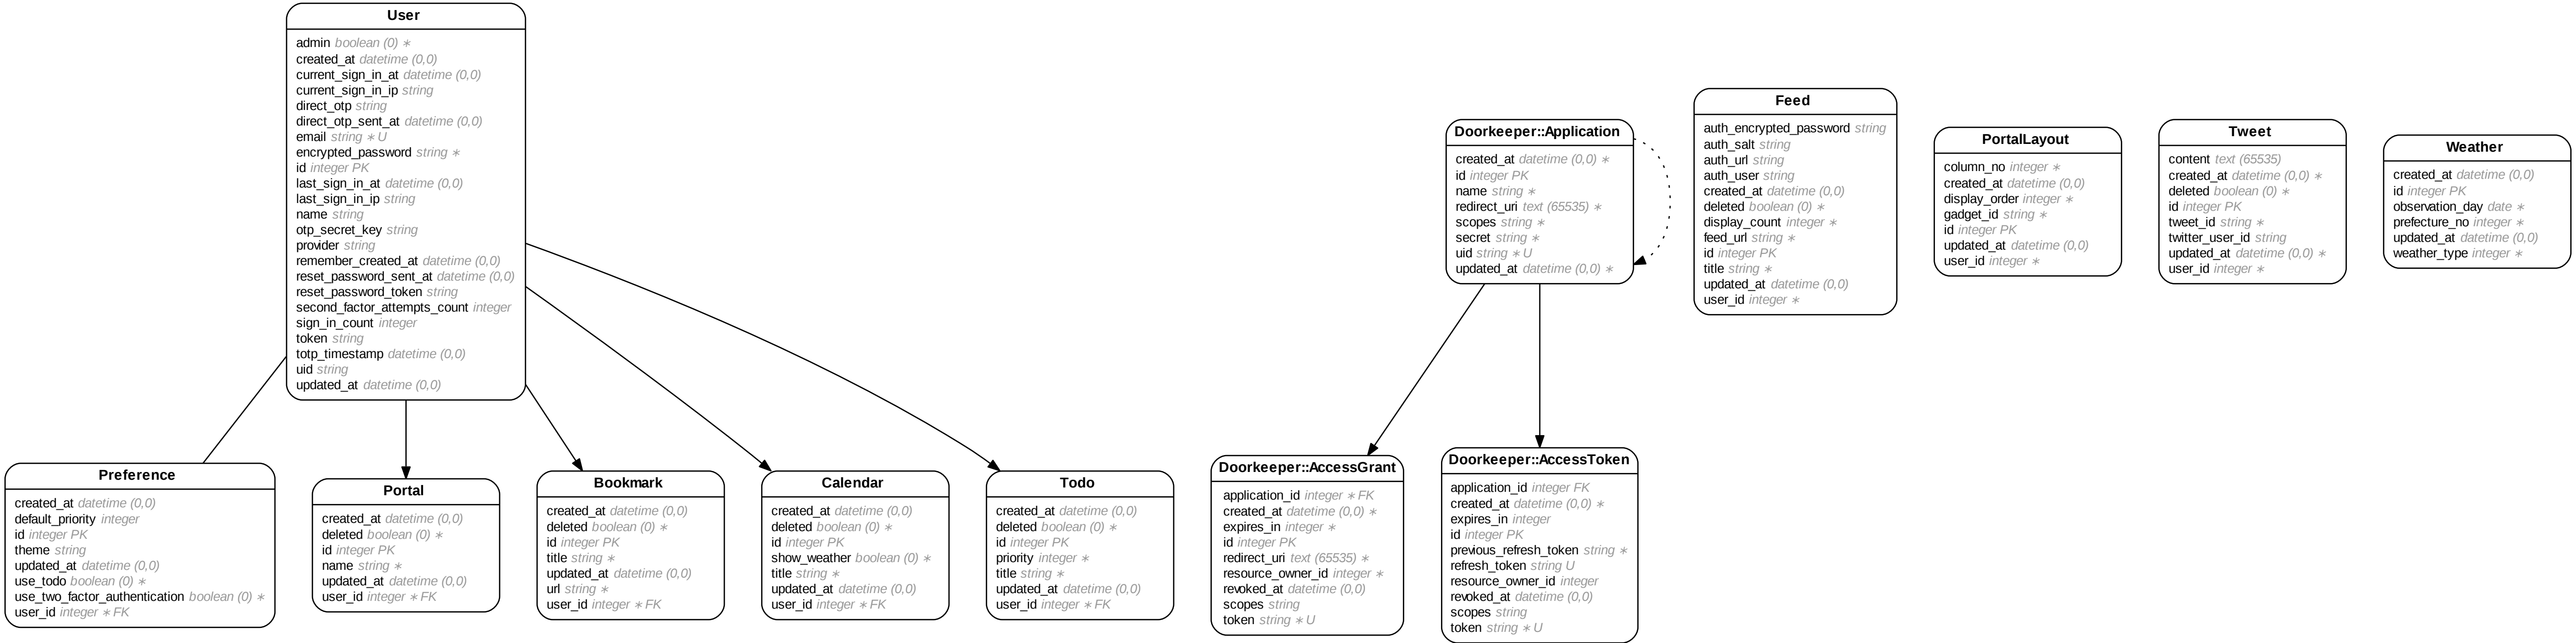 User
admin boolean (0) ∗
created_at datetime (0,0)
current_sign_in_at datetime (0,0)
current_sign_in_ip string
direct_otp string
direct_otp_sent_at datetime (0,0)
email string ∗ U
encrypted_password string ∗
id integer PK
last_sign_in_at datetime (0,0)
last_sign_in_ip string
name string
otp_secret_key string
provider string
remember_created_at datetime (0,0)
reset_password_sent_at datetime (0,0)
reset_password_token string
second_factor_attempts_count integer
sign_in_count integer
token string
totp_timestamp datetime (0,0)
uid string
updated_at datetime (0,0)
Doorkeeper::Application
created_at datetime (0,0) ∗
id integer PK
name string ∗
redirect_uri text (65535) ∗
scopes string ∗
secret string ∗
uid string ∗ U
updated_at datetime (0,0) ∗
Feed
auth_encrypted_password string
auth_salt string
auth_url string
auth_user string
created_at datetime (0,0)
deleted boolean (0) ∗
display_count integer ∗
feed_url string ∗
id integer PK
title string ∗
updated_at datetime (0,0)
user_id integer ∗
PortalLayout
column_no integer ∗
created_at datetime (0,0)
display_order integer ∗
gadget_id string ∗
id integer PK
updated_at datetime (0,0)
user_id integer ∗
Tweet
content text (65535)
created_at datetime (0,0) ∗
deleted boolean (0) ∗
id integer PK
tweet_id string ∗
twitter_user_id string
updated_at datetime (0,0) ∗
user_id integer ∗
Weather
created_at datetime (0,0)
id integer PK
observation_day date ∗
prefecture_no integer ∗
updated_at datetime (0,0)
weather_type integer ∗
Preference
created_at datetime (0,0)
default_priority integer
id integer PK
theme string
updated_at datetime (0,0)
use_todo boolean (0) ∗
use_two_factor_authentication boolean (0) ∗
user_id integer ∗ FK
Portal
created_at datetime (0,0)
deleted boolean (0) ∗
id integer PK
name string ∗
updated_at datetime (0,0)
user_id integer ∗ FK
Bookmark
created_at datetime (0,0)
deleted boolean (0) ∗
id integer PK
title string ∗
updated_at datetime (0,0)
url string ∗
user_id integer ∗ FK
Calendar
created_at datetime (0,0)
deleted boolean (0) ∗
id integer PK
show_weather boolean (0) ∗
title string ∗
updated_at datetime (0,0)
user_id integer ∗ FK
Todo
created_at datetime (0,0)
deleted boolean (0) ∗
id integer PK
priority integer ∗
title string ∗
updated_at datetime (0,0)
user_id integer ∗ FK
Doorkeeper::AccessGrant
application_id integer ∗ FK
created_at datetime (0,0) ∗
expires_in integer ∗
id integer PK
redirect_uri text (65535) ∗
resource_owner_id integer ∗
revoked_at datetime (0,0)
scopes string
token string ∗ U
Doorkeeper::AccessToken
application_id integer FK
created_at datetime (0,0) ∗
expires_in integer
id integer PK
previous_refresh_token string ∗
refresh_token string U
resource_owner_id integer
revoked_at datetime (0,0)
scopes string
token string ∗ U